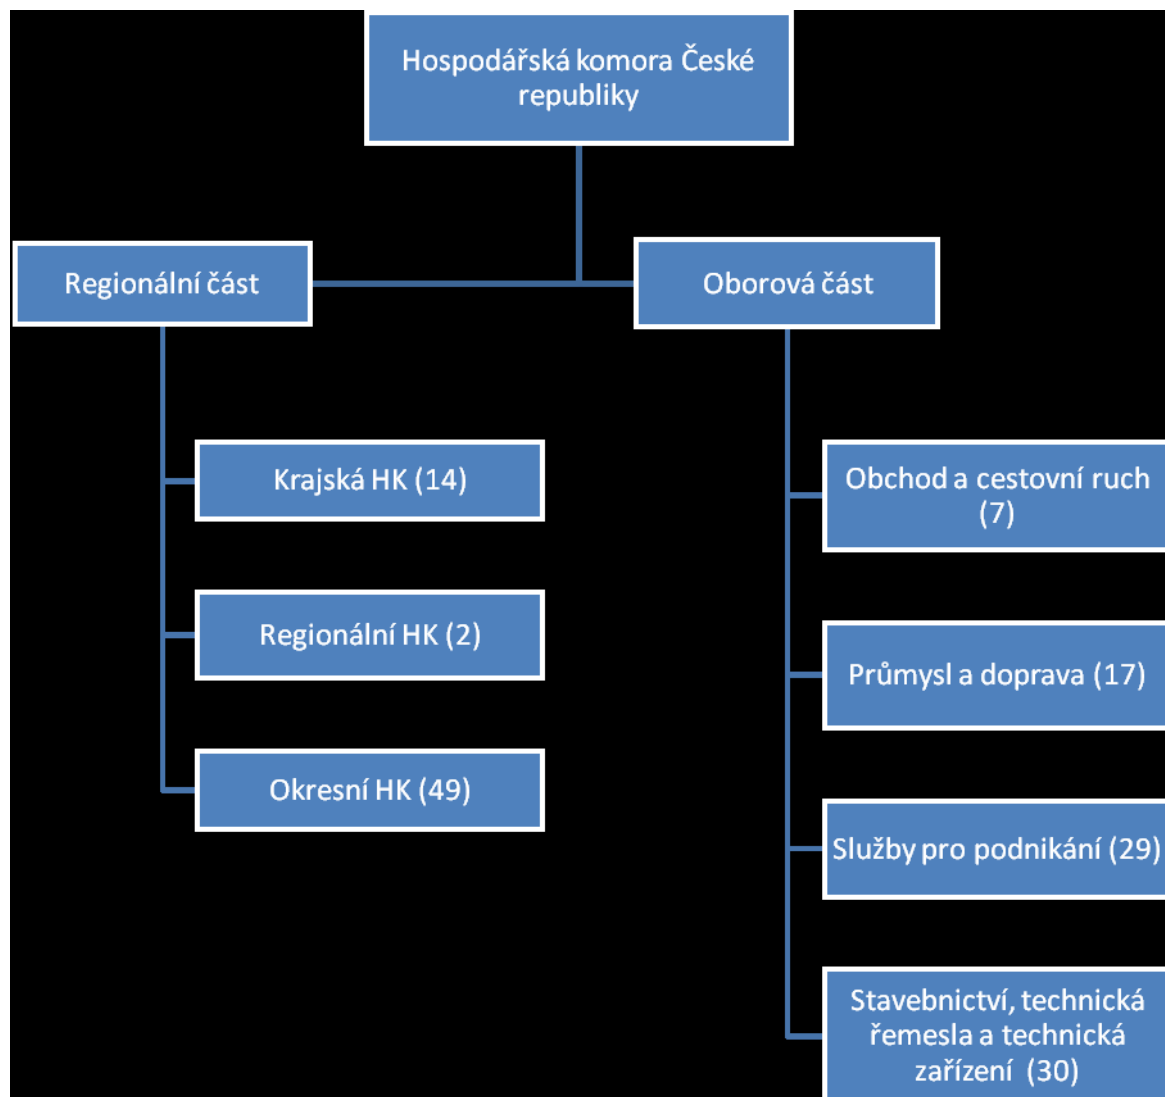 Hospodářská komora České
republiky
Regionální část
Oborová část
Krajská HK (14)
Regionální HK (2)
Okresní HK (49)
Obchod a cestovní ruch
(7)
Průmysl a doprava (17)
Služby pro podnikání (29)
Stavebnictví, technická
řemesla a technická
zařízení (30)